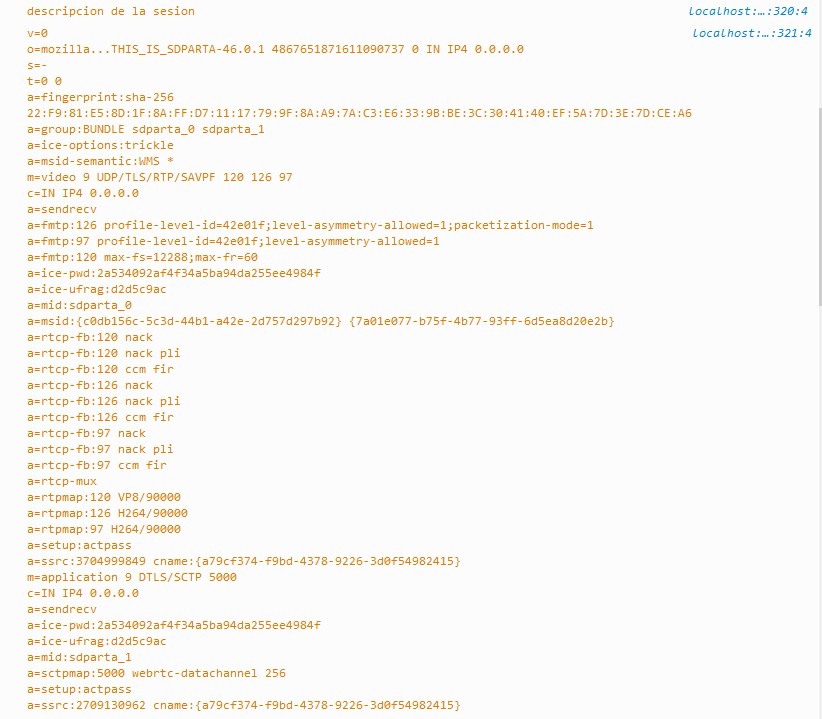 descripcion de la sesion localhost:…:320:4
v=0 localhost:…:321:4
o=mozilla...THIS_IS_SDPARTA-46.0.1 4867651871611090737 0 IN IP4 0.0.0.0
s=-
t=0 0
a=fingerprint:sha-256
22:F9:81:E5:8D:1F:8A:FF:D7:11:17:79:9F:8A:A9:7A:C3:E6:33:9B:BE:3C:30:41:40:EF:5A:7D:3E:7D:CE:A6
a=group:BUNDLE sdparta_0 sdparta_1
a=ice-options:trickle
a=msid-semantic:WMS *
m=video 9 UDP/TLS/RTP/SAVPF 120 126 97
c=IN IP4 0.0.0.0
a=sendrecv
a=fmtp:126 profile-level-id=42e01f;level-asymmetry-allowed=1;packetization-mode=1
a=fmtp:97 profile-level-id=42e01f;level-asymmetry-allowed=1
a=fmtp:120 max-fs=12288;max-fr=60
a=ice-pwd:2a534092af4f34a5ba94da255ee4984f
a=ice-ufrag:d2d5c9ac
a=mid:sdparta_0
a=msid:{c0db156c-5c3d-44b1-a42e-2d757d297b92} {7a01e077-b75f-4b77-93ff-6d5ea8d20e2b}
a=rtcp-fb:120 nack
a=rtcp-fb:120 nack pli
a=rtcp-fb:120 ccm fir
a=rtcp-fb:126 nack
a=rtcp-fb:126 nack pli
a=rtcp-fb:126 ccm fir
a=rtcp-fb:97 nack
a=rtcp-fb:97 nack pli
a=rtcp-fb:97 ccm fir
a=rtcp-mux
a=rtpmap:120 VP8/90000
a=rtpmap:126 H264/90000
a=rtpmap:97 H264/90000
a=setup:actpass
a=ssrc:3704999849 cname:{a79cf374-f9bd-4378-9226-3d0f54982415}
m=application 9 DTLS/SCTP 5000
c=IN IP4 0.0.0.0
a=sendrecv
a=ice-pwd:2a534092af4f34a5ba94da255ee4984f
a=ice-ufrag:d2d5c9ac
a=mid:sdparta_1
a=sctpmap:5000 webrtc-datachannel 256
a=setup:actpass
a=ssrc:2709130962 cname:{a79cf374-f9bd-4378-9226-3d0f54982415}